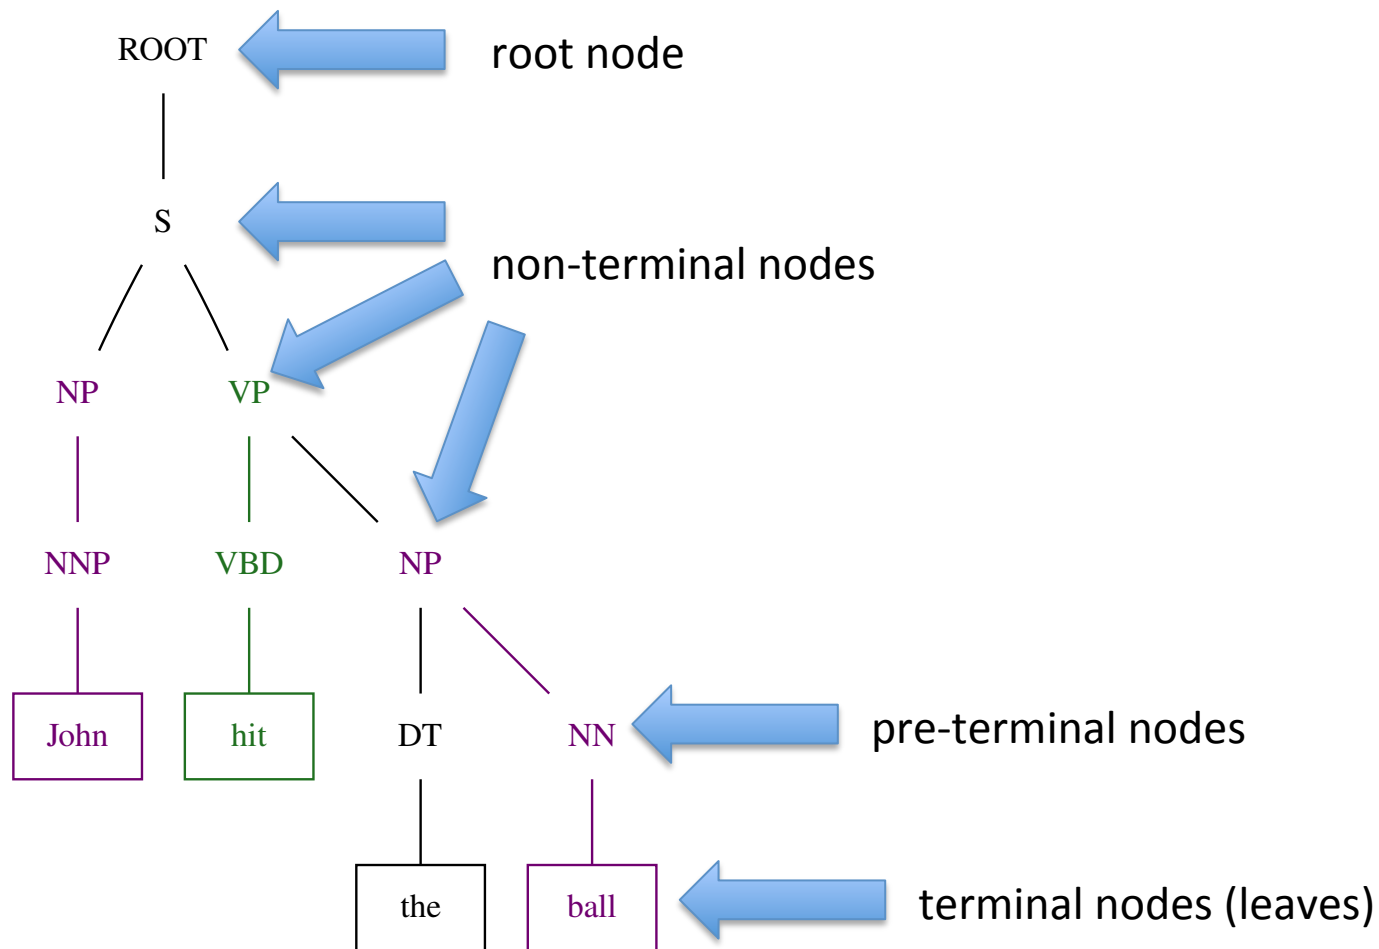 ROOT root node
S
non-terminal nodes
NP VP
NNP VBD NP
John hit DT NN pre-terminal nodes
the ball terminal nodes (leaves)